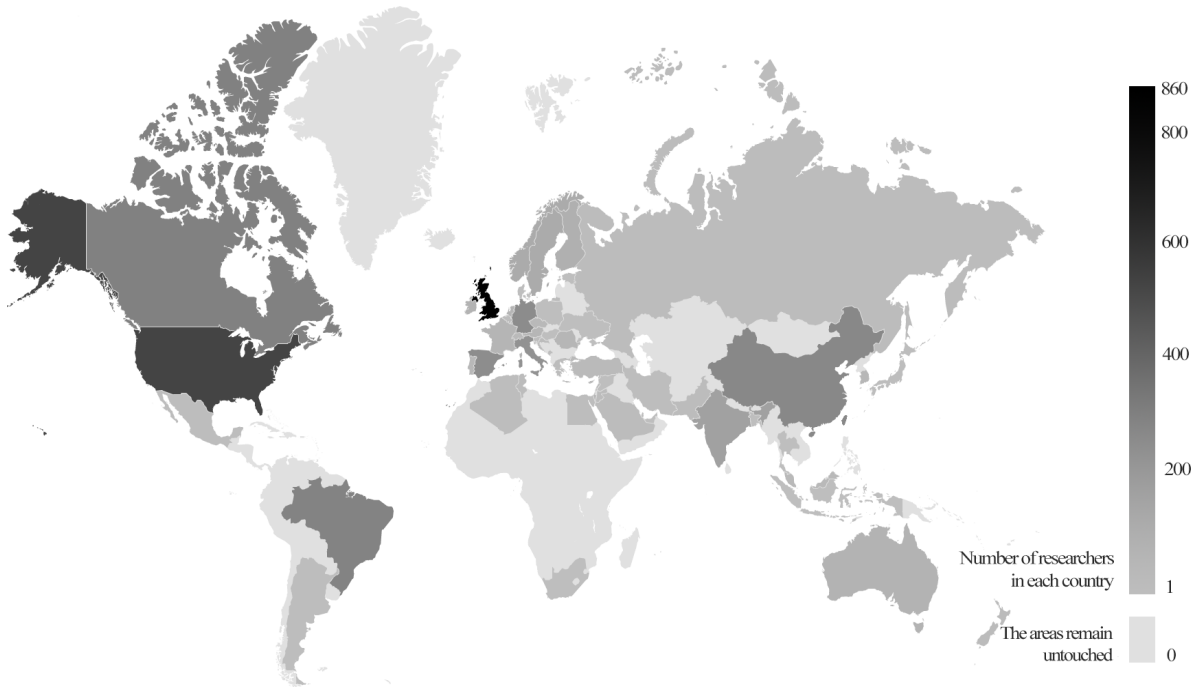 860
800
600
400
200
Number of researchers
in each country
1
The areas remain
untouched
0